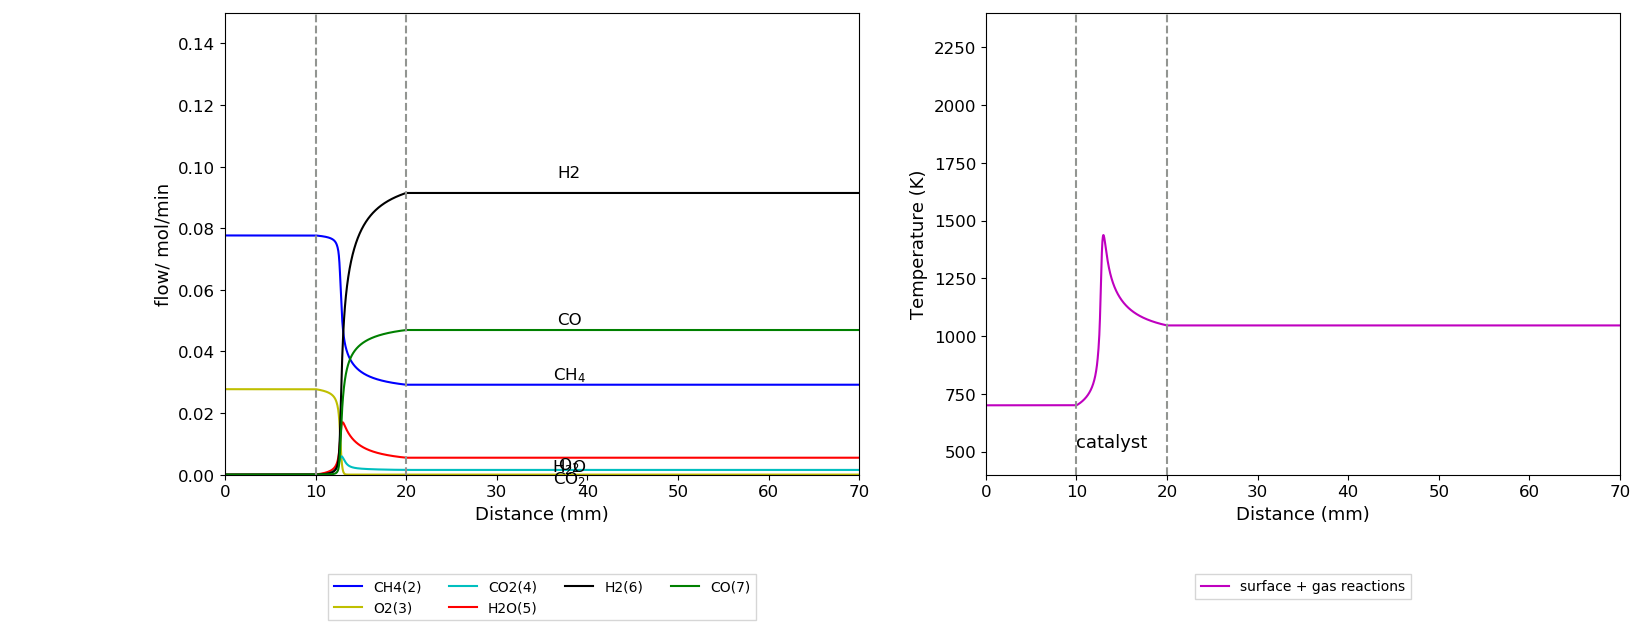 0.14
0.12
0.10
0.08
0.06
0.04
0.02
0.00
flow/ mol/min
H2
CO
CH₄
O₂
H₂O
CO₂
0 10 20 30 40 50 60 70
Distance (mm)
CH4(2) CO2(4) H2(6) CO(7)
O2(3) H2O(5)
2250
2000
1750
1500
1250
1000
750
500
Temperature (K)
catalyst
0 10 20 30 40 50 60 70
Distance (mm)
surface + gas reactions